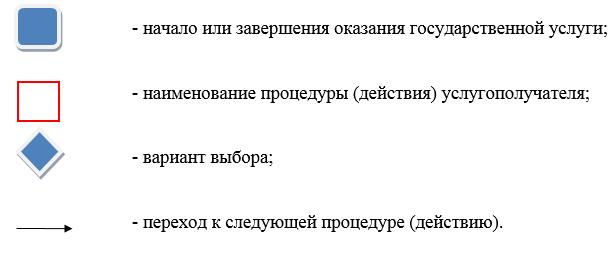 - начало или завершения оказания государственной услуги;
- наименование процедуры (действия) услугополучателя;
- вариант выбора;
- переход к следующей процедуре (действию).